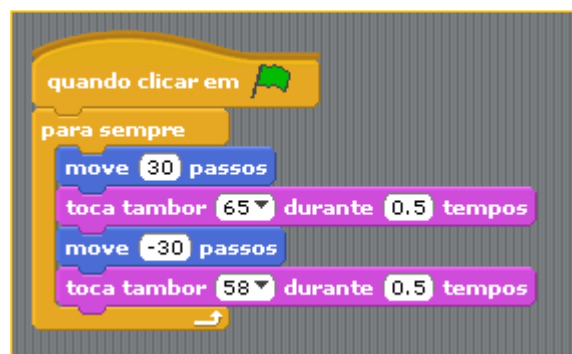 quando clicar em
para sempre
move 30 passos
toca tambor 65 durante 0.5 tempos
move -30 passos
toca tambor 58 durante 0.5 tempos